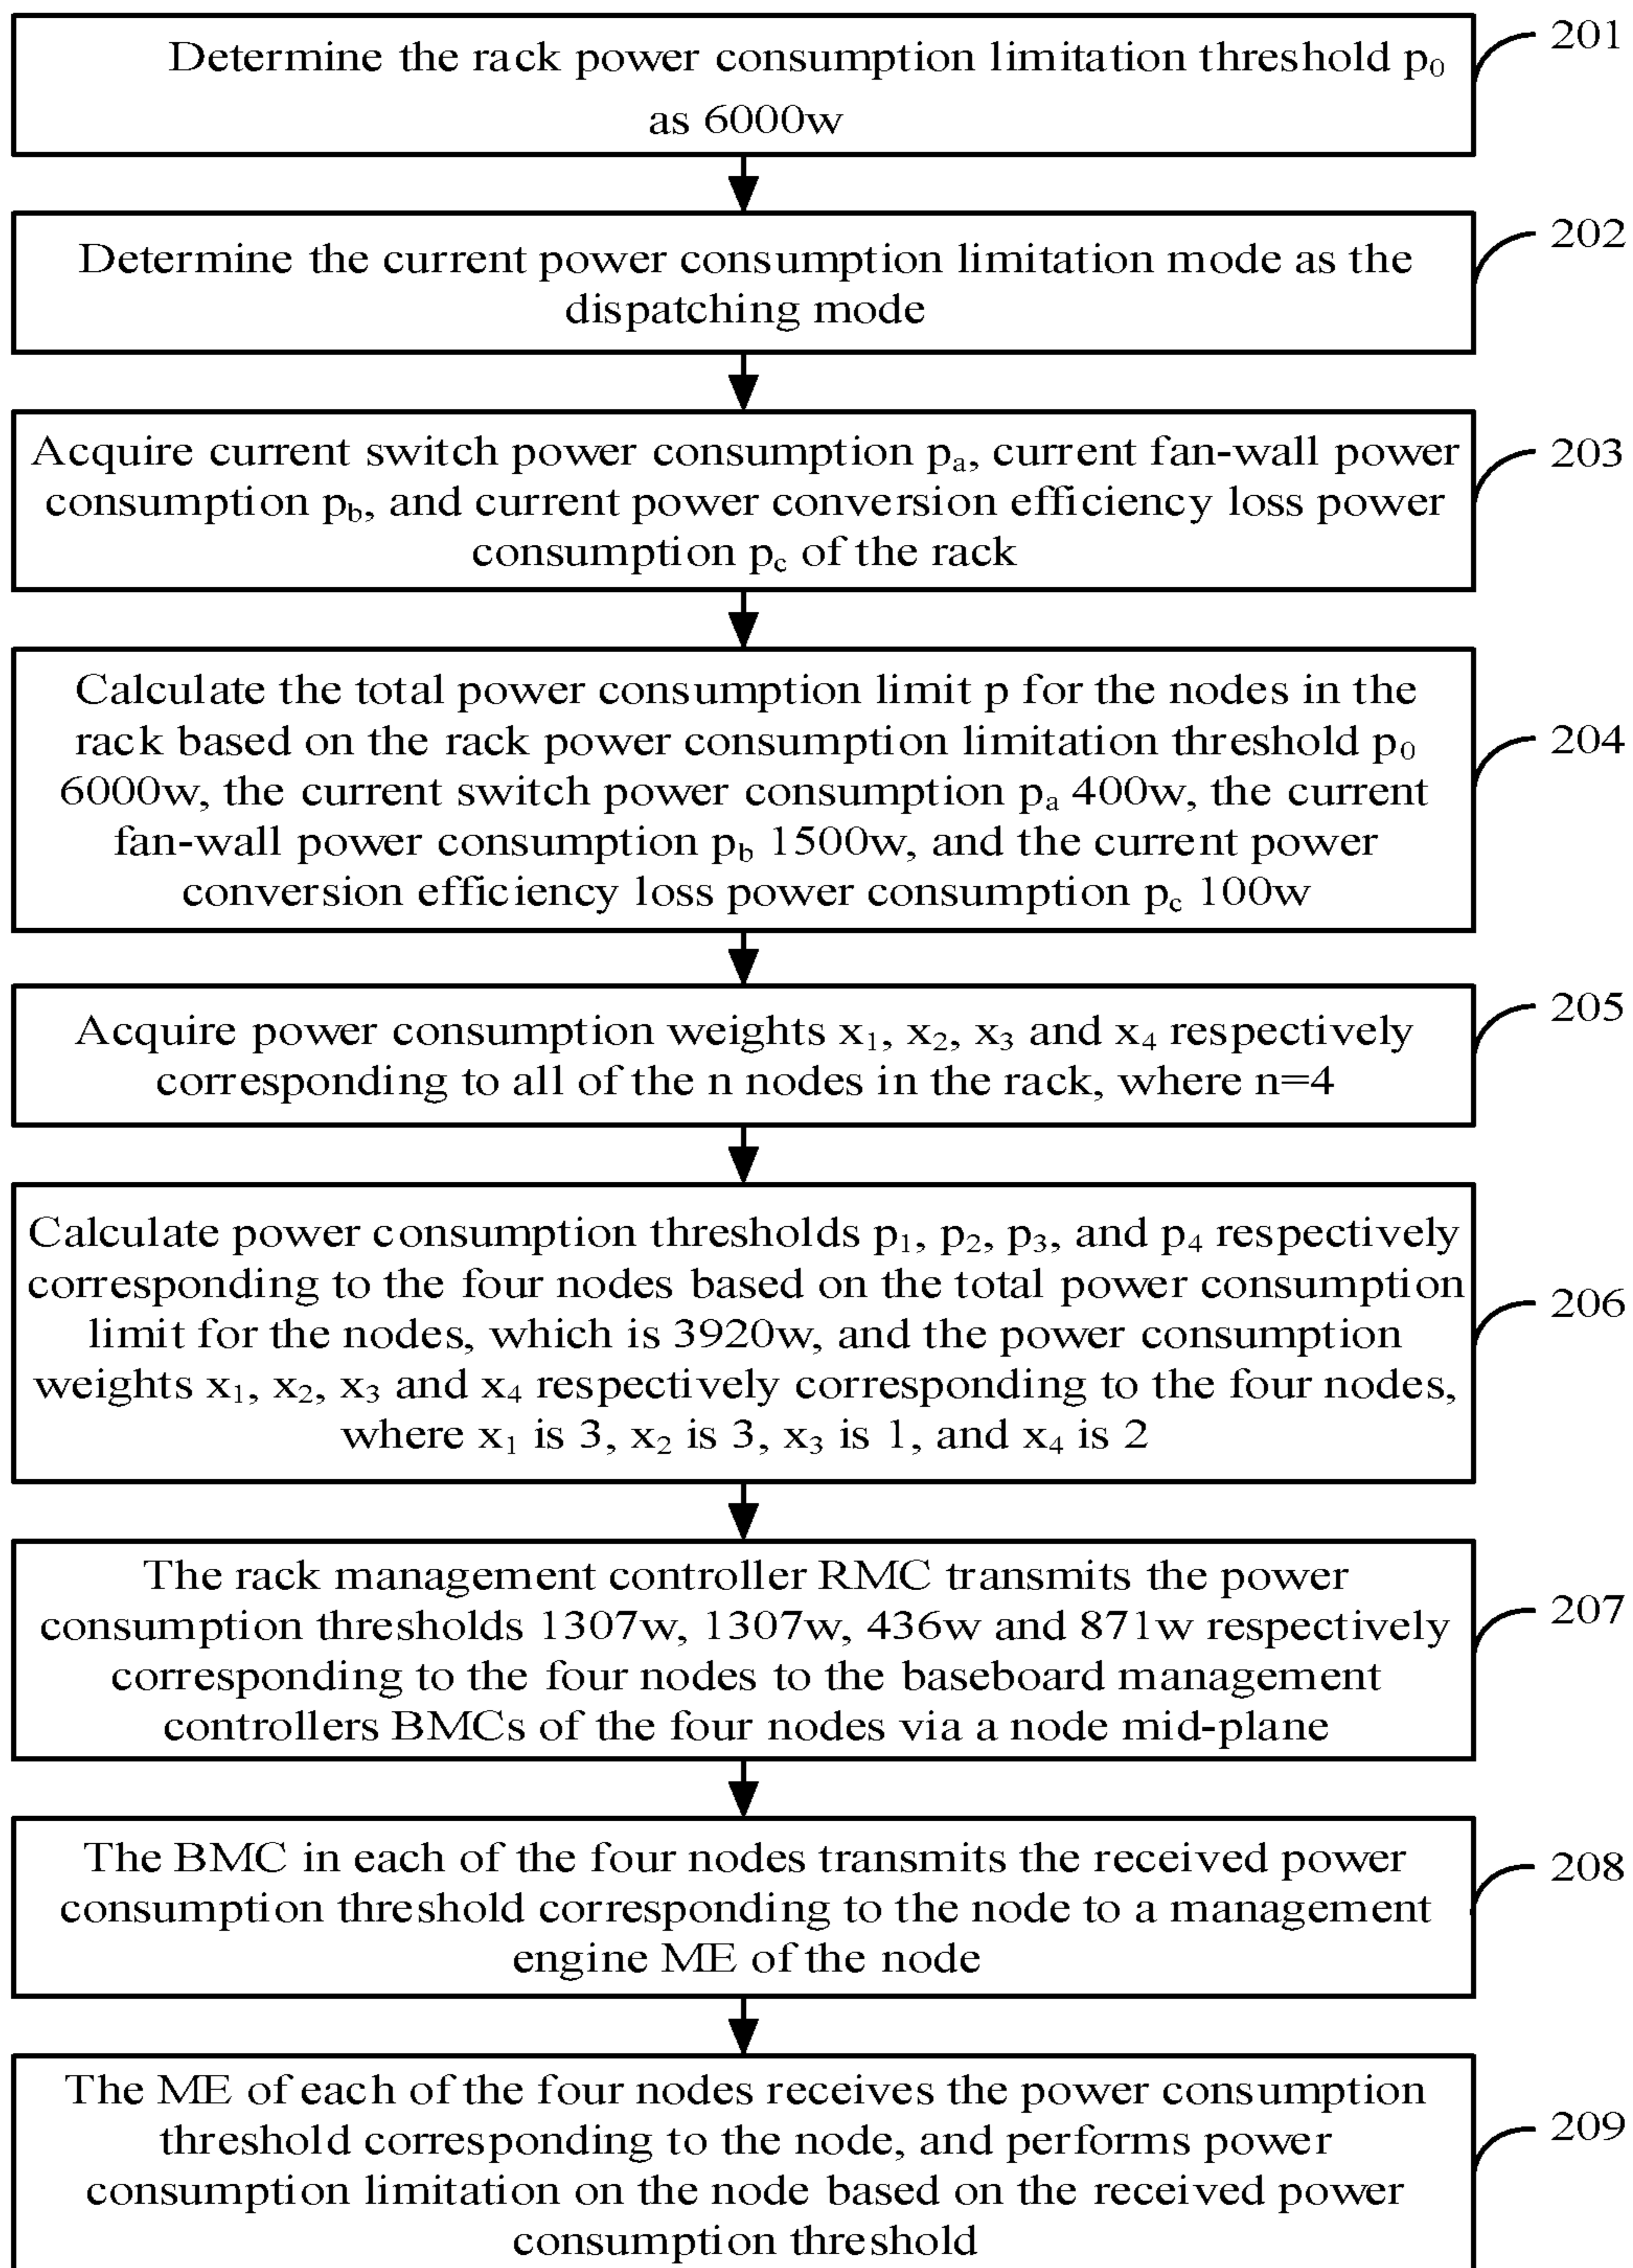 Determine the rack power consumption limitation threshold p₀
as 6000w
201
Determine the current power consumption limitation mode as the
dispatching mode
202
Acquire current switch power consumption pₐ, current fan-wall power
consumption p_b, and current power conversion efficiency loss power
consumption p_c of the rack
203
Calculate the total power consumption limit p for the nodes in the
rack based on the rack power consumption limitation threshold p₀
6000w, the current switch power consumption pₐ 400w, the current
fan-wall power consumption p_b 1500w, and the current power
conversion efficiency loss power consumption p_c 100w
204
Acquire power consumption weights x₁, x₂, x₃ and x₄ respectively
corresponding to all of the n nodes in the rack, where n=4
205
Calculate power consumption thresholds p₁, p₂, p₃, and p₄ respectively
corresponding to the four nodes based on the total power consumption
limit for the nodes, which is 3920w, and the power consumption
weights x₁, x₂, x₃ and x₄ respectively corresponding to the four nodes,
where x₁ is 3, x₂ is 3, x₃ is 1, and x₄ is 2
206
The rack management controller RMC transmits the power
consumption thresholds 1307w, 1307w, 436w and 871w respectively
corresponding to the four nodes to the baseboard management
controllers BMCs of the four nodes via a node mid-plane
207
The BMC in each of the four nodes transmits the received power
consumption threshold corresponding to the node to a management
engine ME of the node
208
The ME of each of the four nodes receives the power consumption
threshold corresponding to the node, and performs power
consumption limitation on the node based on the received power
consumption threshold
209